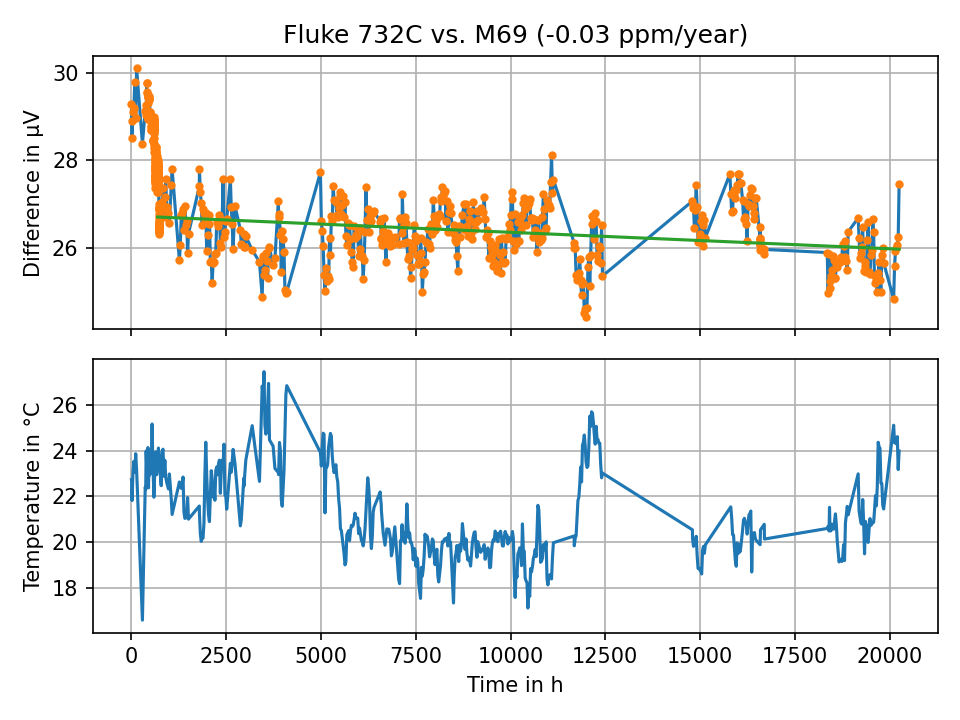 Fluke 732C vs. M69 (-0.03 ppm/year)
Difference in µV
30
28
26
Temperature in °C
26
24
22
20
18
0 2500 5000 7500 10000 12500 15000 17500 20000
Time in h